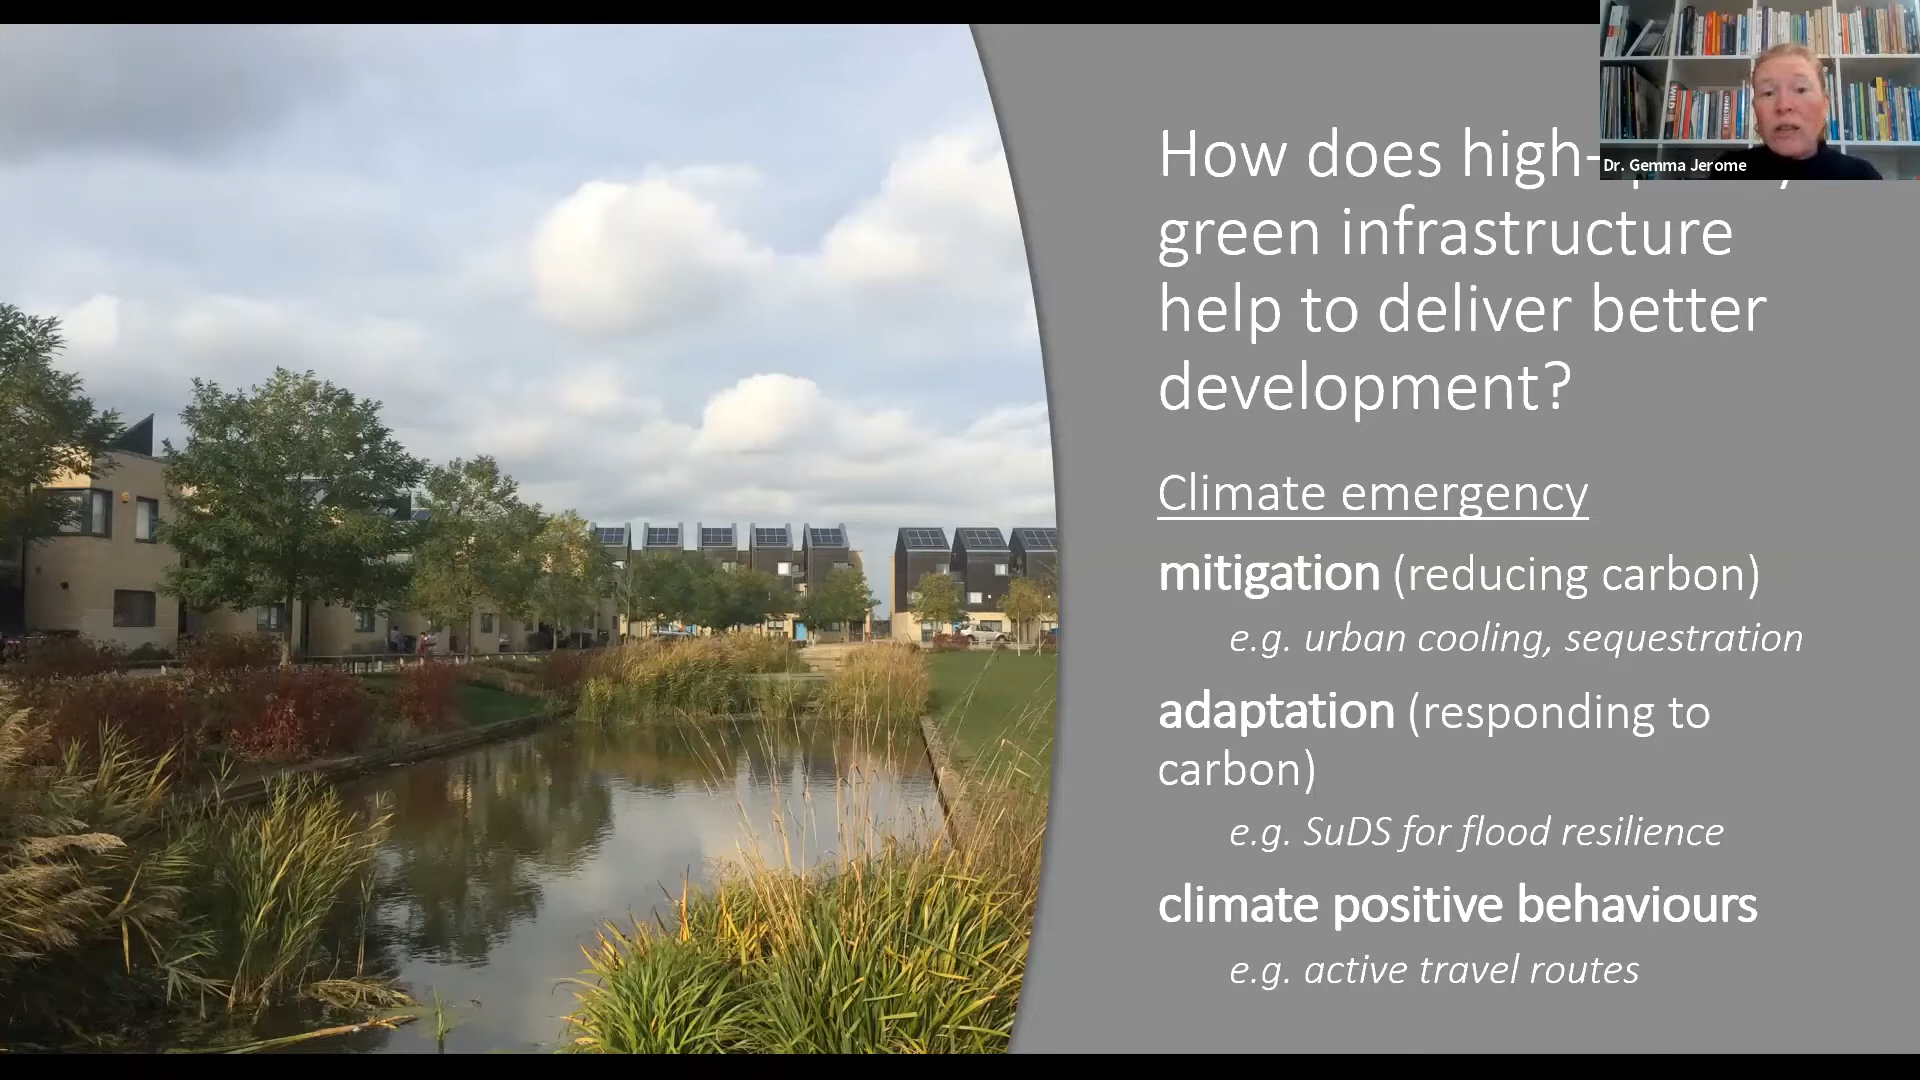 How does high-
green infrastructure
help to deliver better
development?
Climate emergency
mitigation (reducing carbon)
e.g. urban cooling, sequestration
adaptation (responding to
carbon)
e.g. SuDS for flood resilience
climate positive behaviours
e.g. active travel routes
Dr. Gemma Jerome
WILD